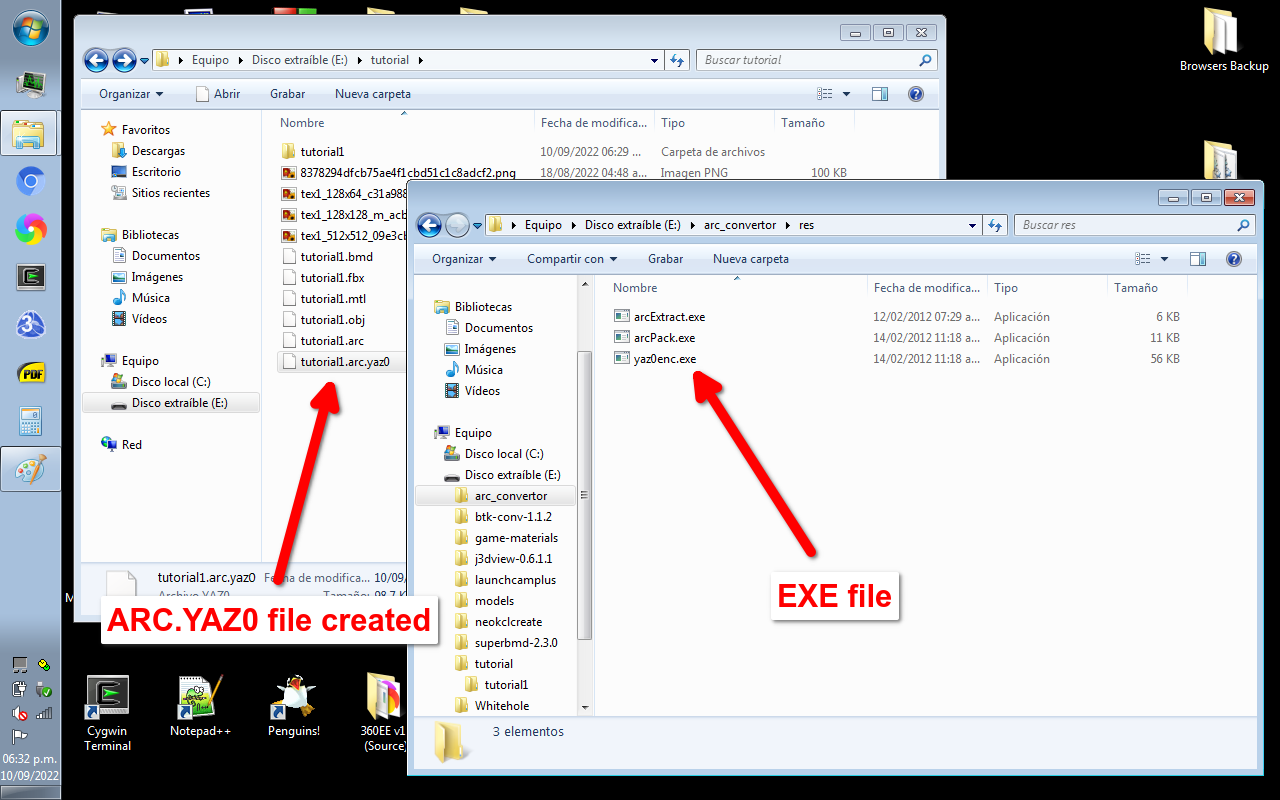 Equipo Disco extraíble (E:) tutorial
Buscar tutorial
Organizar Abrir Grabar Nueva carpeta
Nombre Fecha de modifica... Tipo Tamaño
Favoritos
Descargas
Escritorio
Sitios recientes
Bibliotecas
Documentos
Imágenes
Música
Vídeos
Equipo
Disco local (C:)
Disco extraíble (E:)
Red
tutorial1 10/09/2022 06:29 ... Carpeta de archivos
8378294dfcb75ae4f1cbd51c1c8adcf2.png 18/08/2022 04:48 a... Imagen PNG 100 KB
tex1_128x64_c31a988
tex1_128x128_m_acb
tex1_512x512_09e3cb
tutorial1.bmd
tutorial1.fbx
tutorial1.mtl
tutorial1.obj
tutorial1.arc
tutorial1.arc.yaz0
tutorial1.arc.yaz0 Fecha de modifica... 10/09/
Archivo YAZ0 Tamaño: 98.7 K
ARC.YAZ0 file created
Equipo Disco extraíble (E:) arc_convertor res
Buscar res
Organizar Compartir con Grabar Nueva carpeta
Nombre Fecha de modifica... Tipo Tamaño
Bibliotecas
Documentos
Imágenes
Música
Vídeos
Equipo
Disco local (C:)
Disco extraíble (E:)
arc_convertor
btk-conv-1.1.2
game-materials
j3dview-0.6.1.1
launchcamplus
models
neokclcreate
superbmd-2.3.0
tutorial
tutorial1
Whitehole
arcExtract.exe 12/02/2012 07:29 a... Aplicación 6 KB
arcPack.exe 14/02/2012 11:18 a... Aplicación 11 KB
yaz0enc.exe 14/02/2012 11:18 a... Aplicación 56 KB
EXE file
3 elementos
Browsers Backup
M
Cygwin
Terminal
Notepad++
Penguins!
360EE v1
(Source)
PDF
06:32 p.m.
10/09/2022